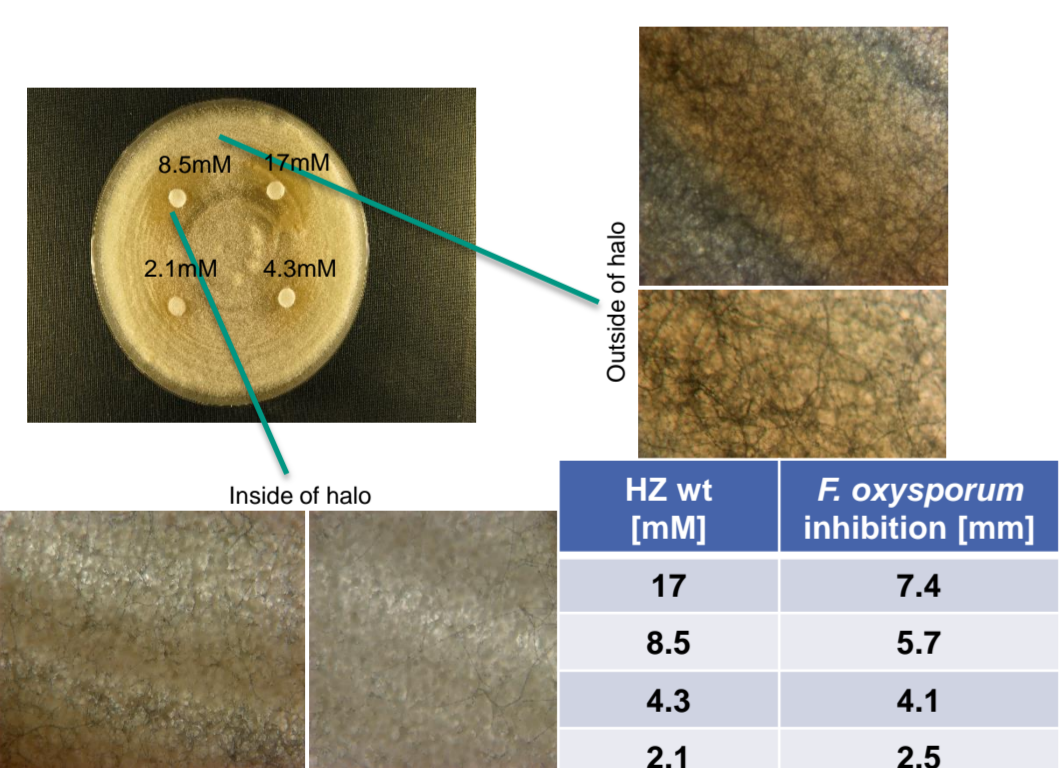 8.5mM 17mM
2.1mM 4.3mM
Outside of halo
Inside of halo
HZ wt [mM]
F. oxysporum inhibition [mm]
17 7.4
8.5 5.7
4.3 4.1
2.1 2.5